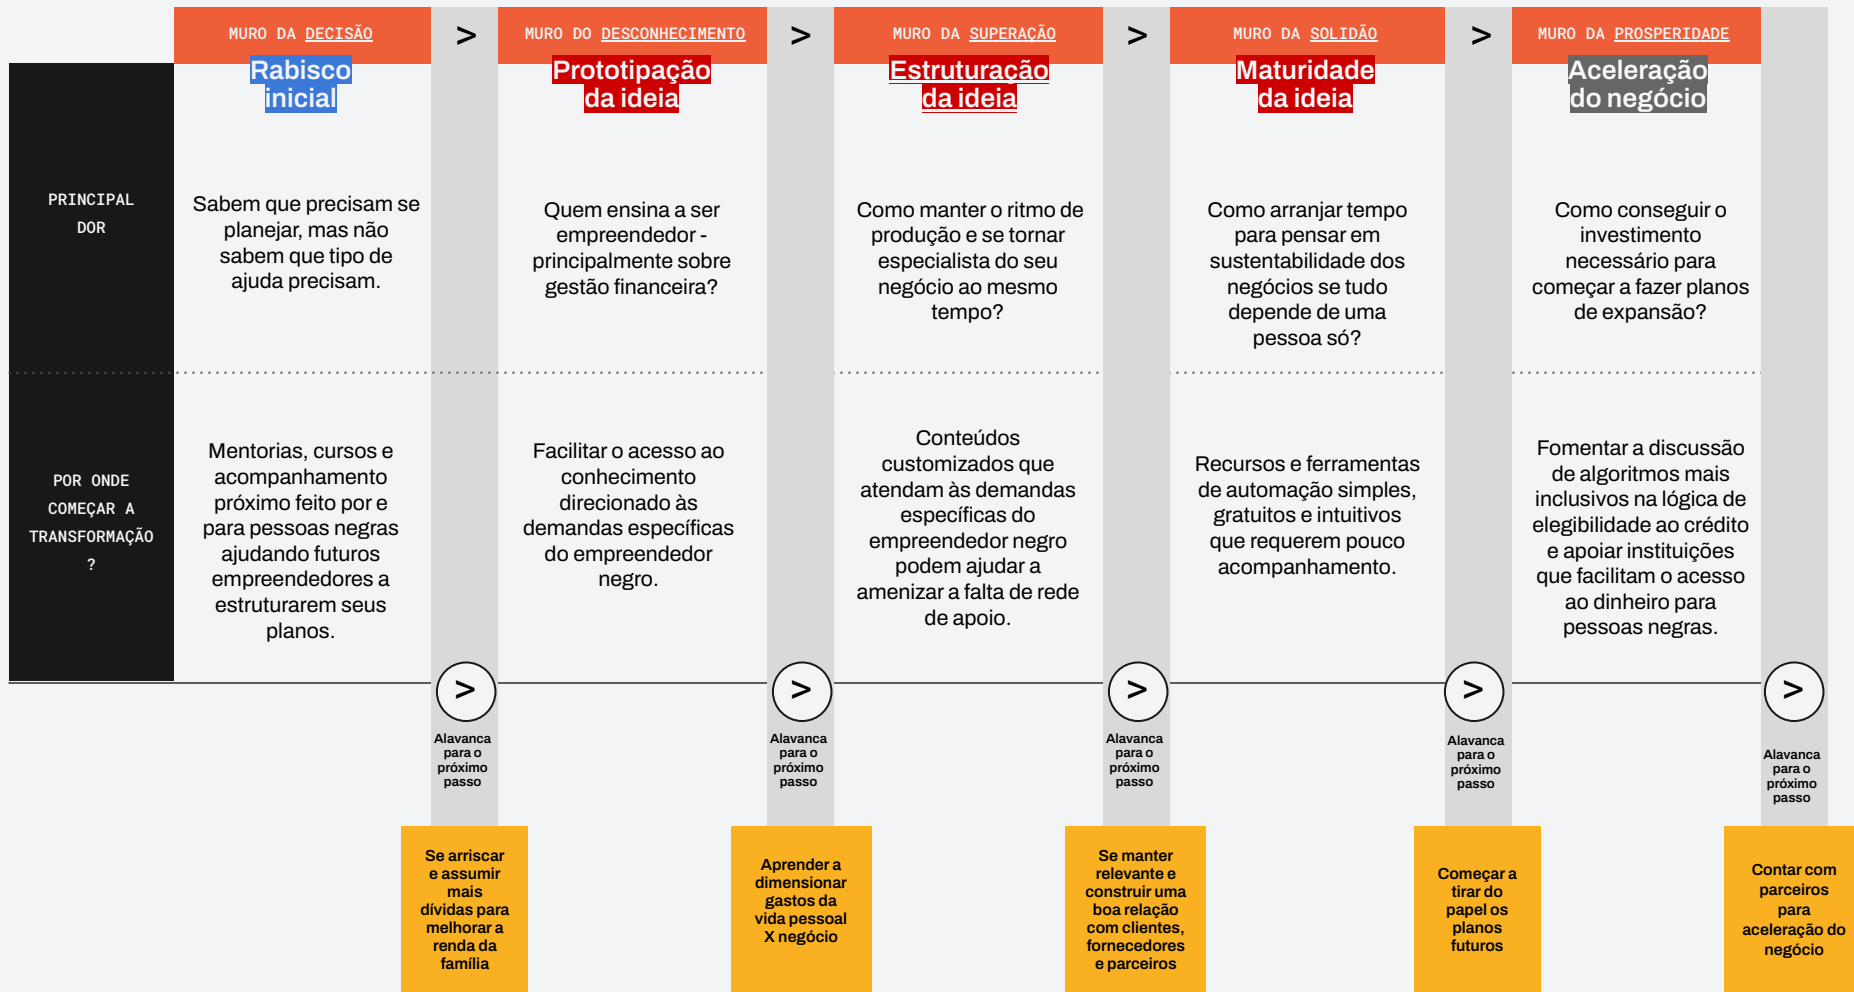 MURO DA DECISÃO
>
MURO DO DESCONHECIMENTO
>
MURO DA SUPERAÇÃO
>
MURO DA SOLIDÃO
>
MURO DA PROSPERIDADE
Rabisco
inicial
Prototipação
da ideia
Estruturação
da ideia
Maturidade
da ideia
Aceleração
do negócio
PRINCIPAL
DOR
Sabem que precisam se
planejar, mas não
sabem que tipo de
ajuda precisam.
Quem ensina a ser
empreendedor -
principalmente sobre
gestão financeira?
Como manter o ritmo de
produção e se tornar
especialista do seu
negócio ao mesmo
tempo?
Como arranjar tempo
para pensar em
sustentabilidade dos
negócios se tudo
depende de uma
pessoa só?
Como conseguir o
investimento
necessário para
começar a fazer planos
de expansão?
POR ONDE
COMEÇAR A
TRANSFORMAÇÃO
?
Mentorias, cursos e
acompanhamento
próximo feito por e
para pessoas negras
ajudando futuros
empreendedores a
estruturarem seus
planos.
Facilitar o acesso ao
conhecimento
direcionado às
demandas específicas
do empreendedor
negro.
Conteúdos
customizados que
atendam às demandas
específicas do
empreendedor negro
podem ajudar a
amenizar a falta de rede
de apoio.
Recursos e ferramentas
de automação simples,
gratuitos e intuitivos
que requerem pouco
acompanhamento.
Fomentar a discussão
de algoritmos mais
inclusivos na lógica de
elegibilidade ao crédito
e apoiar instituições
que facilitam o acesso
ao dinheiro para
pessoas negras.
>
Alavanca
para o
próximo
passo
>
Alavanca
para o
próximo
passo
>
Alavanca
para o
próximo
passo
>
Alavanca
para o
próximo
passo
>
Alavanca
para o
próximo
passo
Se arriscar
e assumir
mais
dívidas para
melhorar a
renda da
família
Aprender a
dimensionar
gastos da
vida pessoal
X negócio
Se manter
relevante e
construir uma
boa relação
com clientes,
fornecedores
e parceiros
Começar a
tirar do
papel os
planos
futuros
Contar com
parceiros
para
aceleração do
negócio